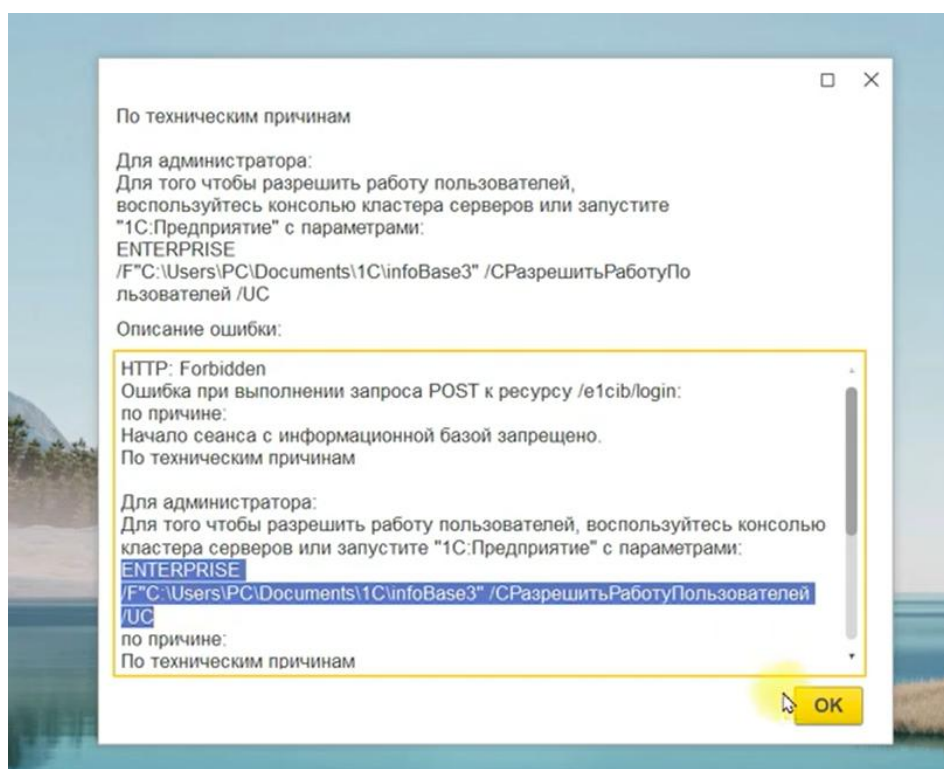 По техническим причинам
Для администратора:
Для того чтобы разрешить работу пользователей,
воспользуйтесь консолью кластера серверов или запустите
"1С:Предприятие" с параметрами:
ENTERPRISE
/F"C:\Users\PC\Documents\1C\infoBase3" /CРазрешитьРаботуПо
льзователей /UC
Описание ошибки:
HTTP: Forbidden
Ошибка при выполнении запроса POST к ресурсу /e1cib/login:
по причине:
Начало сеанса с информационной базой запрещено.
По техническим причинам
Для администратора:
Для того чтобы разрешить работу пользователей, воспользуйтесь консолью
кластера серверов или запустите "1С:Предприятие" с параметрами:
ENTERPRISE
/F"C:\Users\PC\Documents\1C\infoBase3" /CРазрешитьРаботуПользователей
/UC
по причине:
По техническим причинам
OK